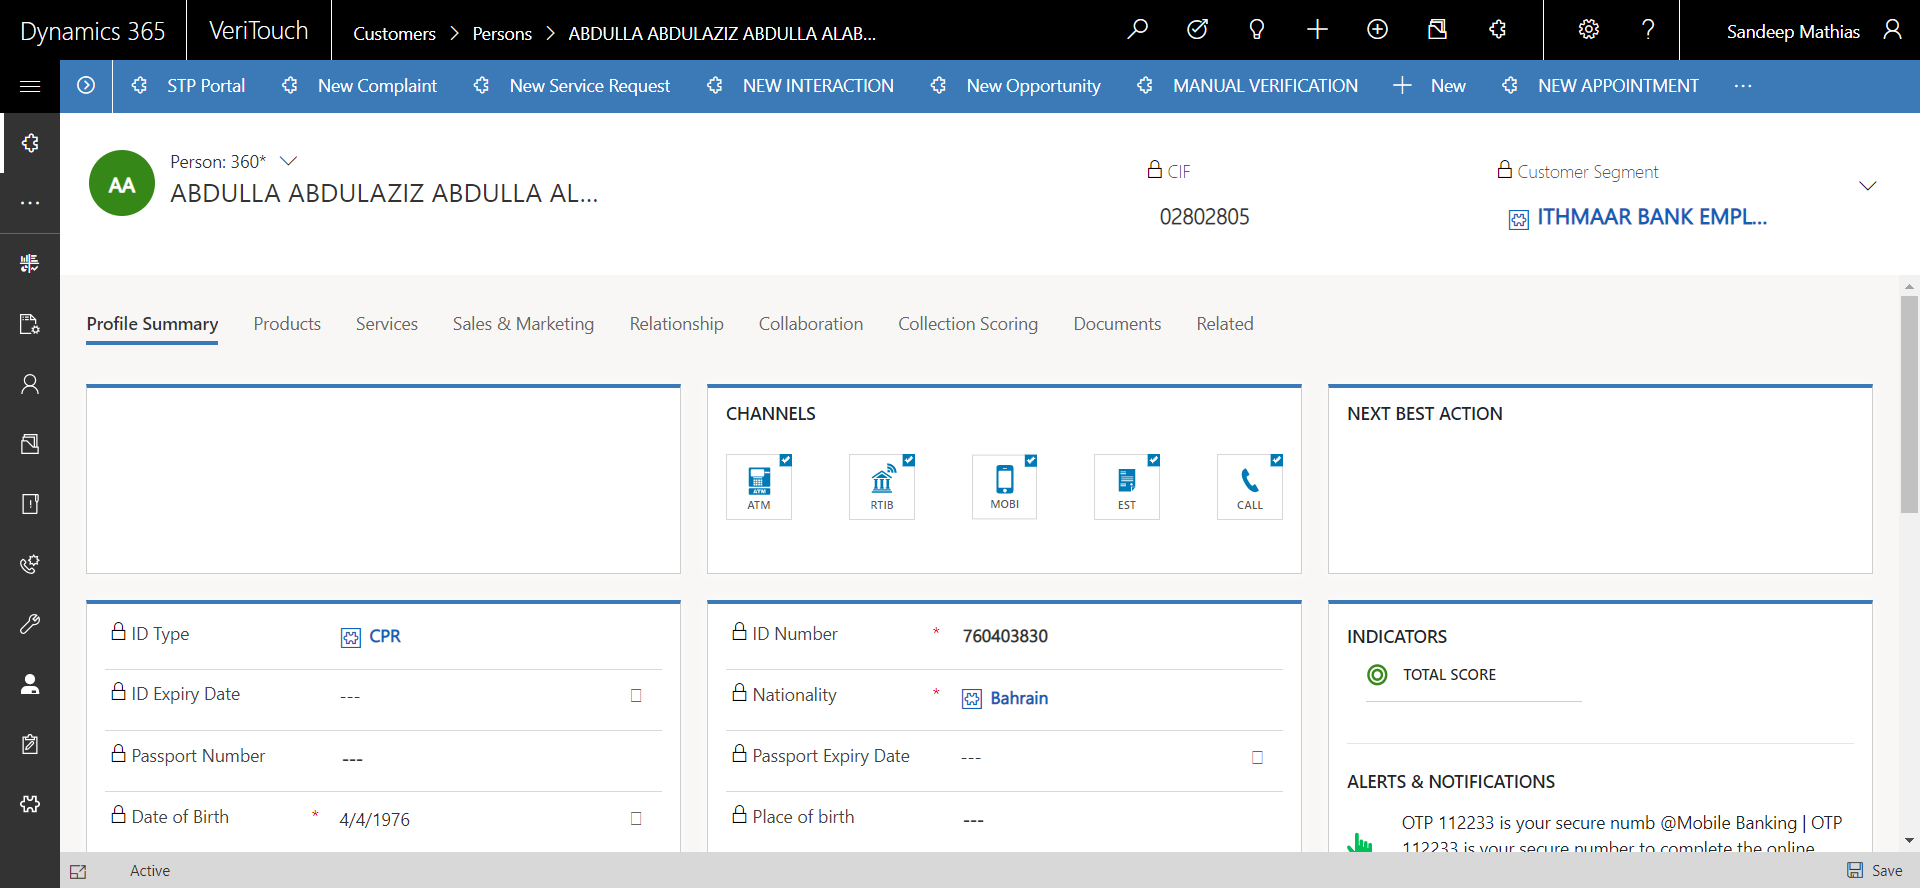 Dynamics 365
VeriTouch
Customers > Persons > ABDULLA ABDULAZIZ ABDULLA ALAB...
Sandeep Mathias
STP Portal
New Complaint
New Service Request
NEW INTERACTION
New Opportunity
MANUAL VERIFICATION
New
NEW APPOINTMENT
...
AA
Person: 360*
ABDULLA ABDULAZIZ ABDULLA AL...
CIF
02802805
Customer Segment
ITHMAAR BANK EMPL...
Profile Summary
Products
Services
Sales & Marketing
Relationship
Collaboration
Collection Scoring
Documents
Related
CHANNELS
ATM
ATM
RTIB
MOBI
EST
CALL
NEXT BEST ACTION
ID Type
CPR
ID Expiry Date
---
Passport Number
---
Date of Birth
*
4/4/1976
ID Number
*
760403830
Nationality
*
Bahrain
Passport Expiry Date
---
Place of birth
---
INDICATORS
TOTAL SCORE
ALERTS & NOTIFICATIONS
OTP 112233 is your secure numb @Mobile Banking | OTP
112233 is your secure number to complete the online
Active
Save